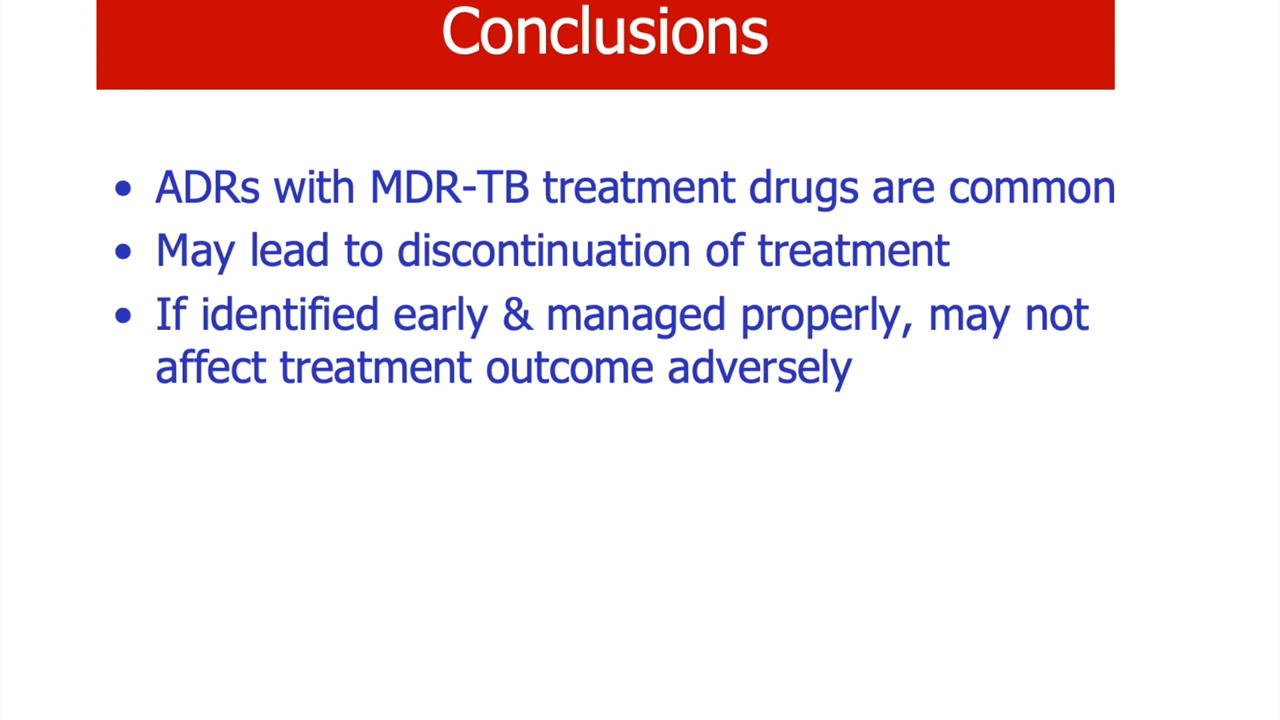 Conclusions
• ADRs with MDR-TB treatment drugs are common
• May lead to discontinuation of treatment
• If identified early & managed properly, may not
affect treatment outcome adversely